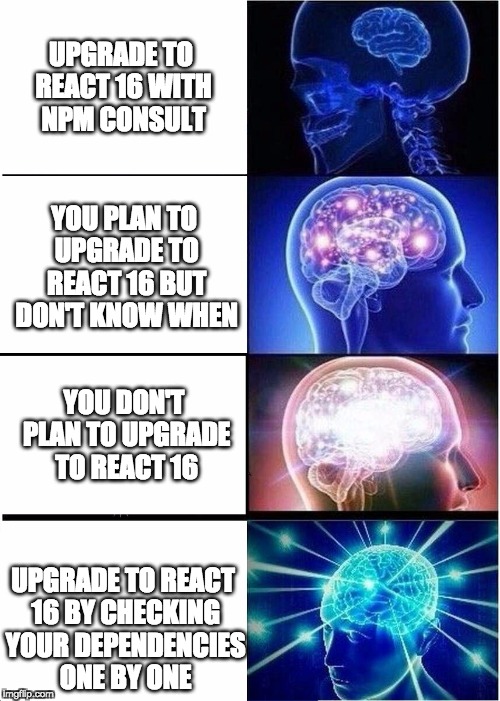 UPGRADE TO
REACT 16 WITH
NPM CONSULT
YOU PLAN TO
UPGRADE TO
REACT 16 BUT
DON'T KNOW WHEN
YOU DON'T
PLAN TO UPGRADE
TO REACT 16
UPGRADE TO REACT
16 BY CHECKING
YOUR DEPENDENCIES
ONE BY ONE
imgflip.com